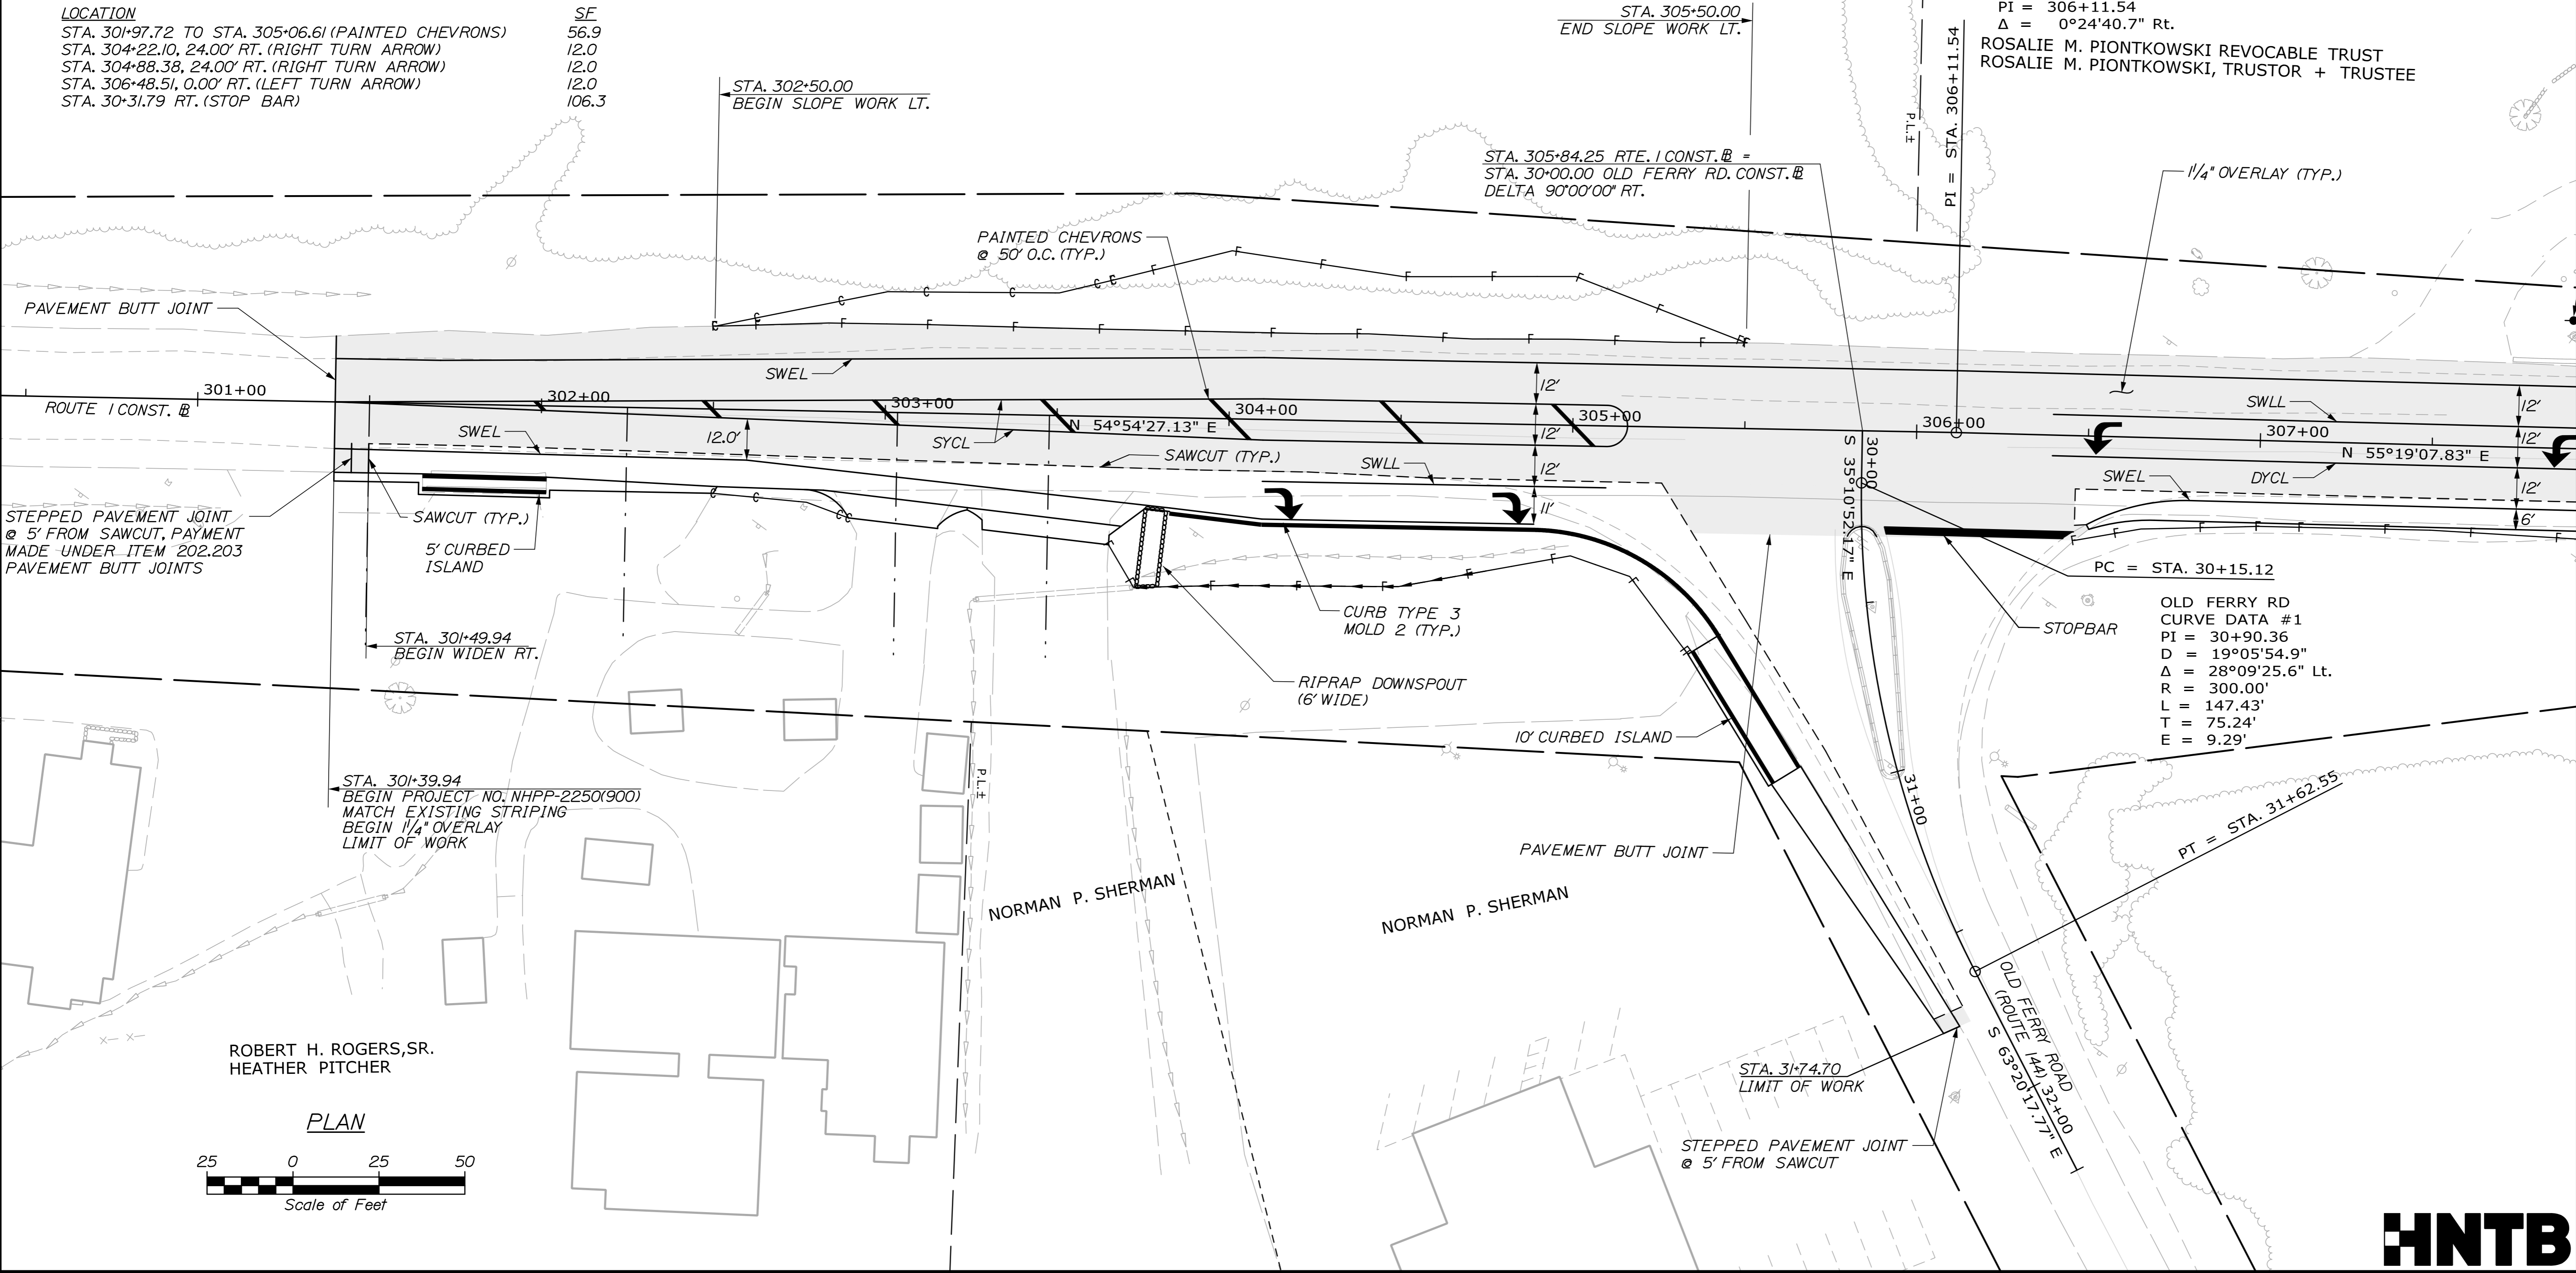 LOCATION SF
STA. 301+97.72 TO STA. 305+06.61 (PAINTED CHEVRONS) 56.9
STA. 304+22.10, 24.00' RT. (RIGHT TURN ARROW) 12.0
STA. 304+88.38, 24.00' RT. (RIGHT TURN ARROW) 12.0
STA. 306+48.51, 0.00' RT. (LEFT TURN ARROW) 12.0
STA. 30+31.79 RT. (STOP BAR) 106.3
STA. 302+50.00
BEGIN SLOPE WORK LT.
STA. 305+50.00
END SLOPE WORK LT.
PI = 306+11.54
Δ = 0°24'40.7" Rt.
ROSALIE M. PIONTKOWSKI REVOCABLE TRUST
ROSALIE M. PIONTKOWSKI, TRUSTOR + TRUSTEE
P.L.±
PI = STA. 306+11.54
STA. 305+84.25 RTE. 1 CONST. BL =
STA. 30+00.00 OLD FERRY RD. CONST. BL
DELTA 90°00'00" RT.
1 1/4" OVERLAY (TYP.)
PAINTED CHEVRONS
@ 50' O.C. (TYP.)
PAVEMENT BUTT JOINT
SWEL
301+00
302+00
303+00
304+00
305+00
306+00
307+00
ROUTE 1 CONST. BL
N 54°54'27.13" E
N 55°19'07.83" E
SWEL
12.0'
SYCL
SAWCUT (TYP.)
SWLL
12'
12'
12'
11'
SWLL
SWEL
DYCL
12'
12'
12'
6'
30+00
S 35°10'52.17" E
STEPPED PAVEMENT JOINT
@ 5' FROM SAWCUT, PAYMENT
MADE UNDER ITEM 202.203
PAVEMENT BUTT JOINTS
SAWCUT (TYP.)
5' CURBED
ISLAND
STA. 301+49.94
BEGIN WIDEN RT.
CURB TYPE 3
MOLD 2 (TYP.)
RIPRAP DOWNSPOUT
(6' WIDE)
10' CURBED ISLAND
PAVEMENT BUTT JOINT
PC = STA. 30+15.12
STOPBAR
OLD FERRY RD
CURVE DATA #1
PI = 30+90.36
D = 19°05'54.9"
Δ = 28°09'25.6" Lt.
R = 300.00'
L = 147.43'
T = 75.24'
E = 9.29'
31+00
PT = STA. 31+62.55
STA. 301+39.94
BEGIN PROJECT NO. NHPP-2250(900)
MATCH EXISTING STRIPING
BEGIN 1 1/4" OVERLAY
LIMIT OF WORK
P.L.±
NORMAN P. SHERMAN
NORMAN P. SHERMAN
OLD FERRY ROAD
(ROUTE 144)
32+00
S 63°20'17.77" E
STA. 31+74.70
LIMIT OF WORK
STEPPED PAVEMENT JOINT
@ 5' FROM SAWCUT
ROBERT H. ROGERS,SR.
HEATHER PITCHER
PLAN
25 0 25 50
Scale of Feet
HNTB